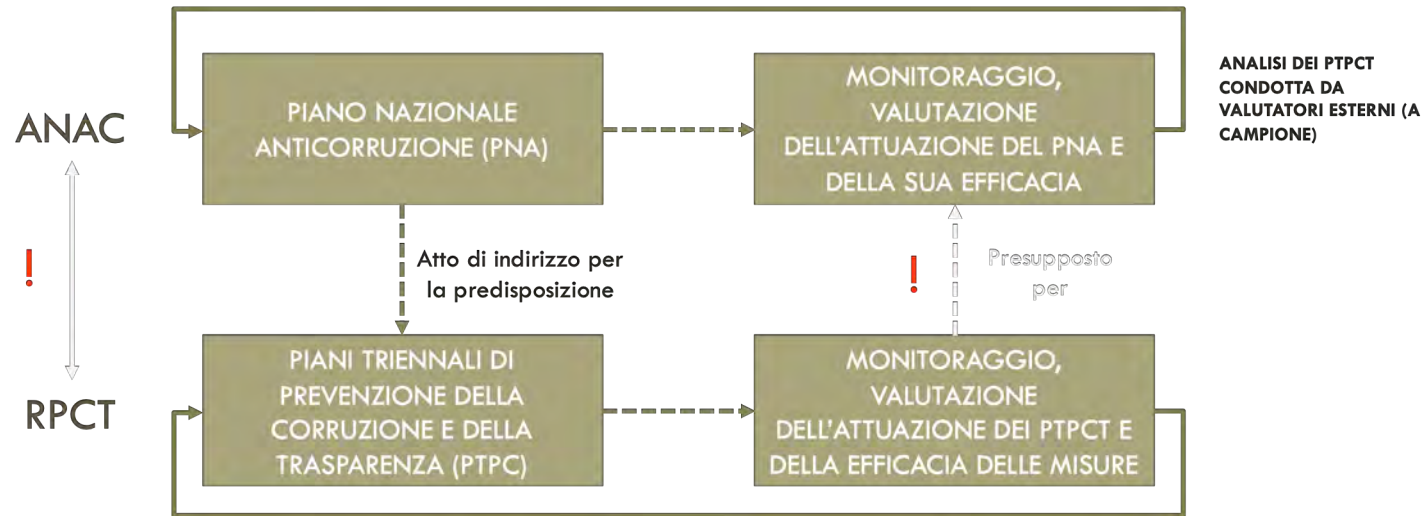 ANAC
PIANO NAZIONALE
ANTICORRUZIONE (PNA)
MONITORAGGIO,
VALUTAZIONE
DELL'ATTUAZIONE DEL PNA E
DELLA SUA EFFICACIA
ANALISI DEI PTPCT
CONDOTTA DA
VALUTATORI ESTERNI (A
CAMPIONE)
!
Atto di indirizzo per
la predisposizione
!
Presupposto
per
RPCT
PIANI TRIENNALI DI
PREVENZIONE DELLA
CORRUZIONE E DELLA
TRASPARENZA (PTPC)
MONITORAGGIO,
VALUTAZIONE
DELL'ATTUAZIONE DEI PTPCT E
DELLA EFFICACIA DELLE MISURE